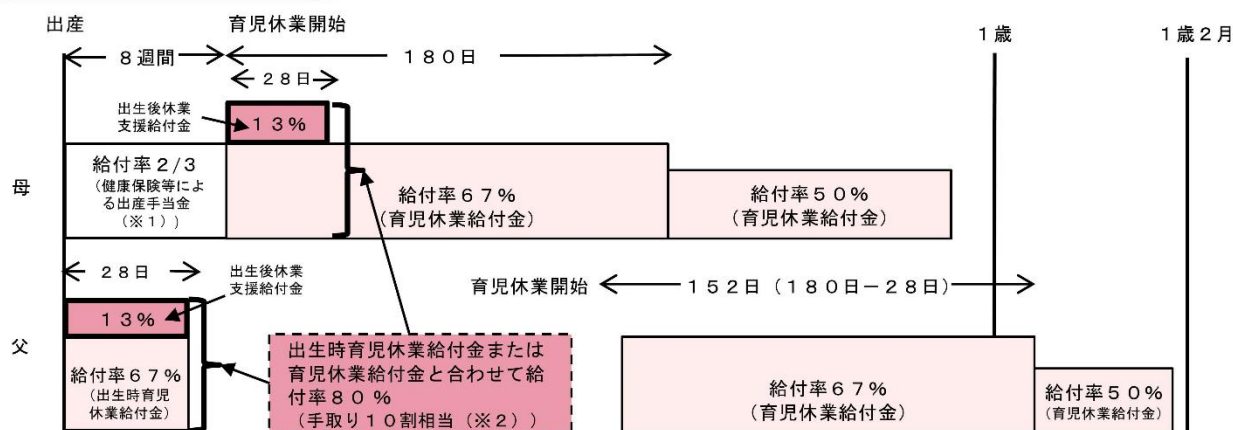 出産
育児休業開始
1歳
1歳2月
8週間
180日
28日
出生後休業
支援給付金
13%
母
給付率2/3
(健康保険等によ
る出産手当金
(※1))
給付率67%
(育児休業給付金)
給付率50%
(育児休業給付金)
28日
出生後休業
支援給付金
育児休業開始
152日(180日-28日)
父
13%
給付率67%
(出生時育児
休業給付金)
出生時育児休業給付金または
育児休業給付金と合わせて給
付率80%
(手取り10割相当(※2))
給付率67%
(育児休業給付金)
給付率50%
(育児休業給付金)